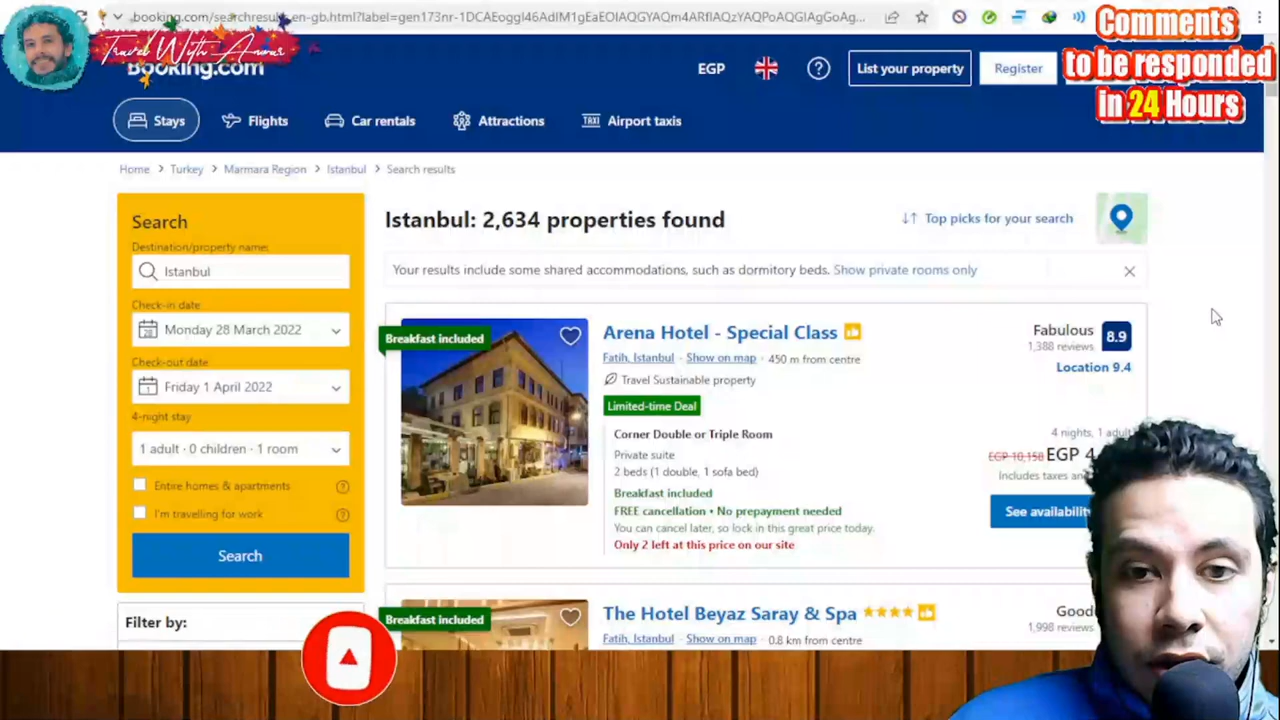 booking.com/searchresults.en-gb.html?label=gen173nr-1DCAEoggI46AdIM1gEaEOIAQGYAQm4ARfIAQzYAQPoAQGIAgGoAg...
Comments
to be responded
in 24 Hours
Travel With Anwar
Booking.com
EGP
List your property
Register
Stays
Flights
Car rentals
Attractions
TAXI
Airport taxis
Home > Turkey > Marmara Region > Istanbul > Search results
Search
Destination/property name:
Istanbul
Check-in date
28
Monday 28 March 2022
Check-out date
1
Friday 1 April 2022
4-night stay
1 adult · 0 children · 1 room
Entire homes & apartments
I'm travelling for work
Search
Filter by:
Istanbul: 2,634 properties found
Top picks for your search
Your results include some shared accommodations, such as dormitory beds. Show private rooms only
Breakfast included
Arena Hotel - Special Class
Fatih, Istanbul · Show on map · 450 m from centre
Travel Sustainable property
Limited-time Deal
Corner Double or Triple Room
Private suite
2 beds (1 double, 1 sofa bed)
Breakfast included
FREE cancellation • No prepayment needed
You can cancel later, so lock in this great price today.
Only 2 left at this price on our site
Fabulous
1,388 reviews
8.9
Location 9.4
4 nights, 1 adult
EGP 10,158 EGP 4
Includes taxes and
See availability
Breakfast included
The Hotel Beyaz Saray & Spa
Fatih, Istanbul · Show on map · 0.8 km from centre
Good
1,998 reviews